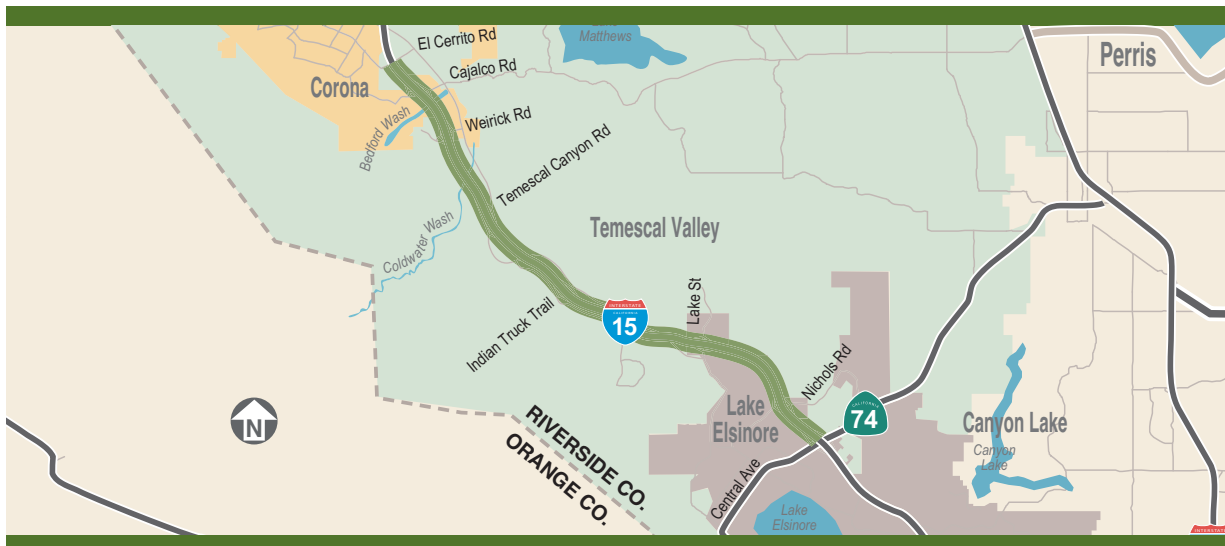 El Cerrito Rd
Matthews
Perris
Cajalco Rd
Corona
Bedford Wash
Weirick Rd
Temescal Canyon Rd
Coldwater Wash
Temescal Valley
INTERSTATE
CALIFORNIA
15
Lake St
Indian Truck Trail
Nichols Rd
CALIFORNIA
74
Lake
Elsinore
Canyon Lake
Canyon
Lake
N
RIVERSIDE CO.
ORANGE CO.
Central Ave
Lake
Elsinore
INTERSTATE